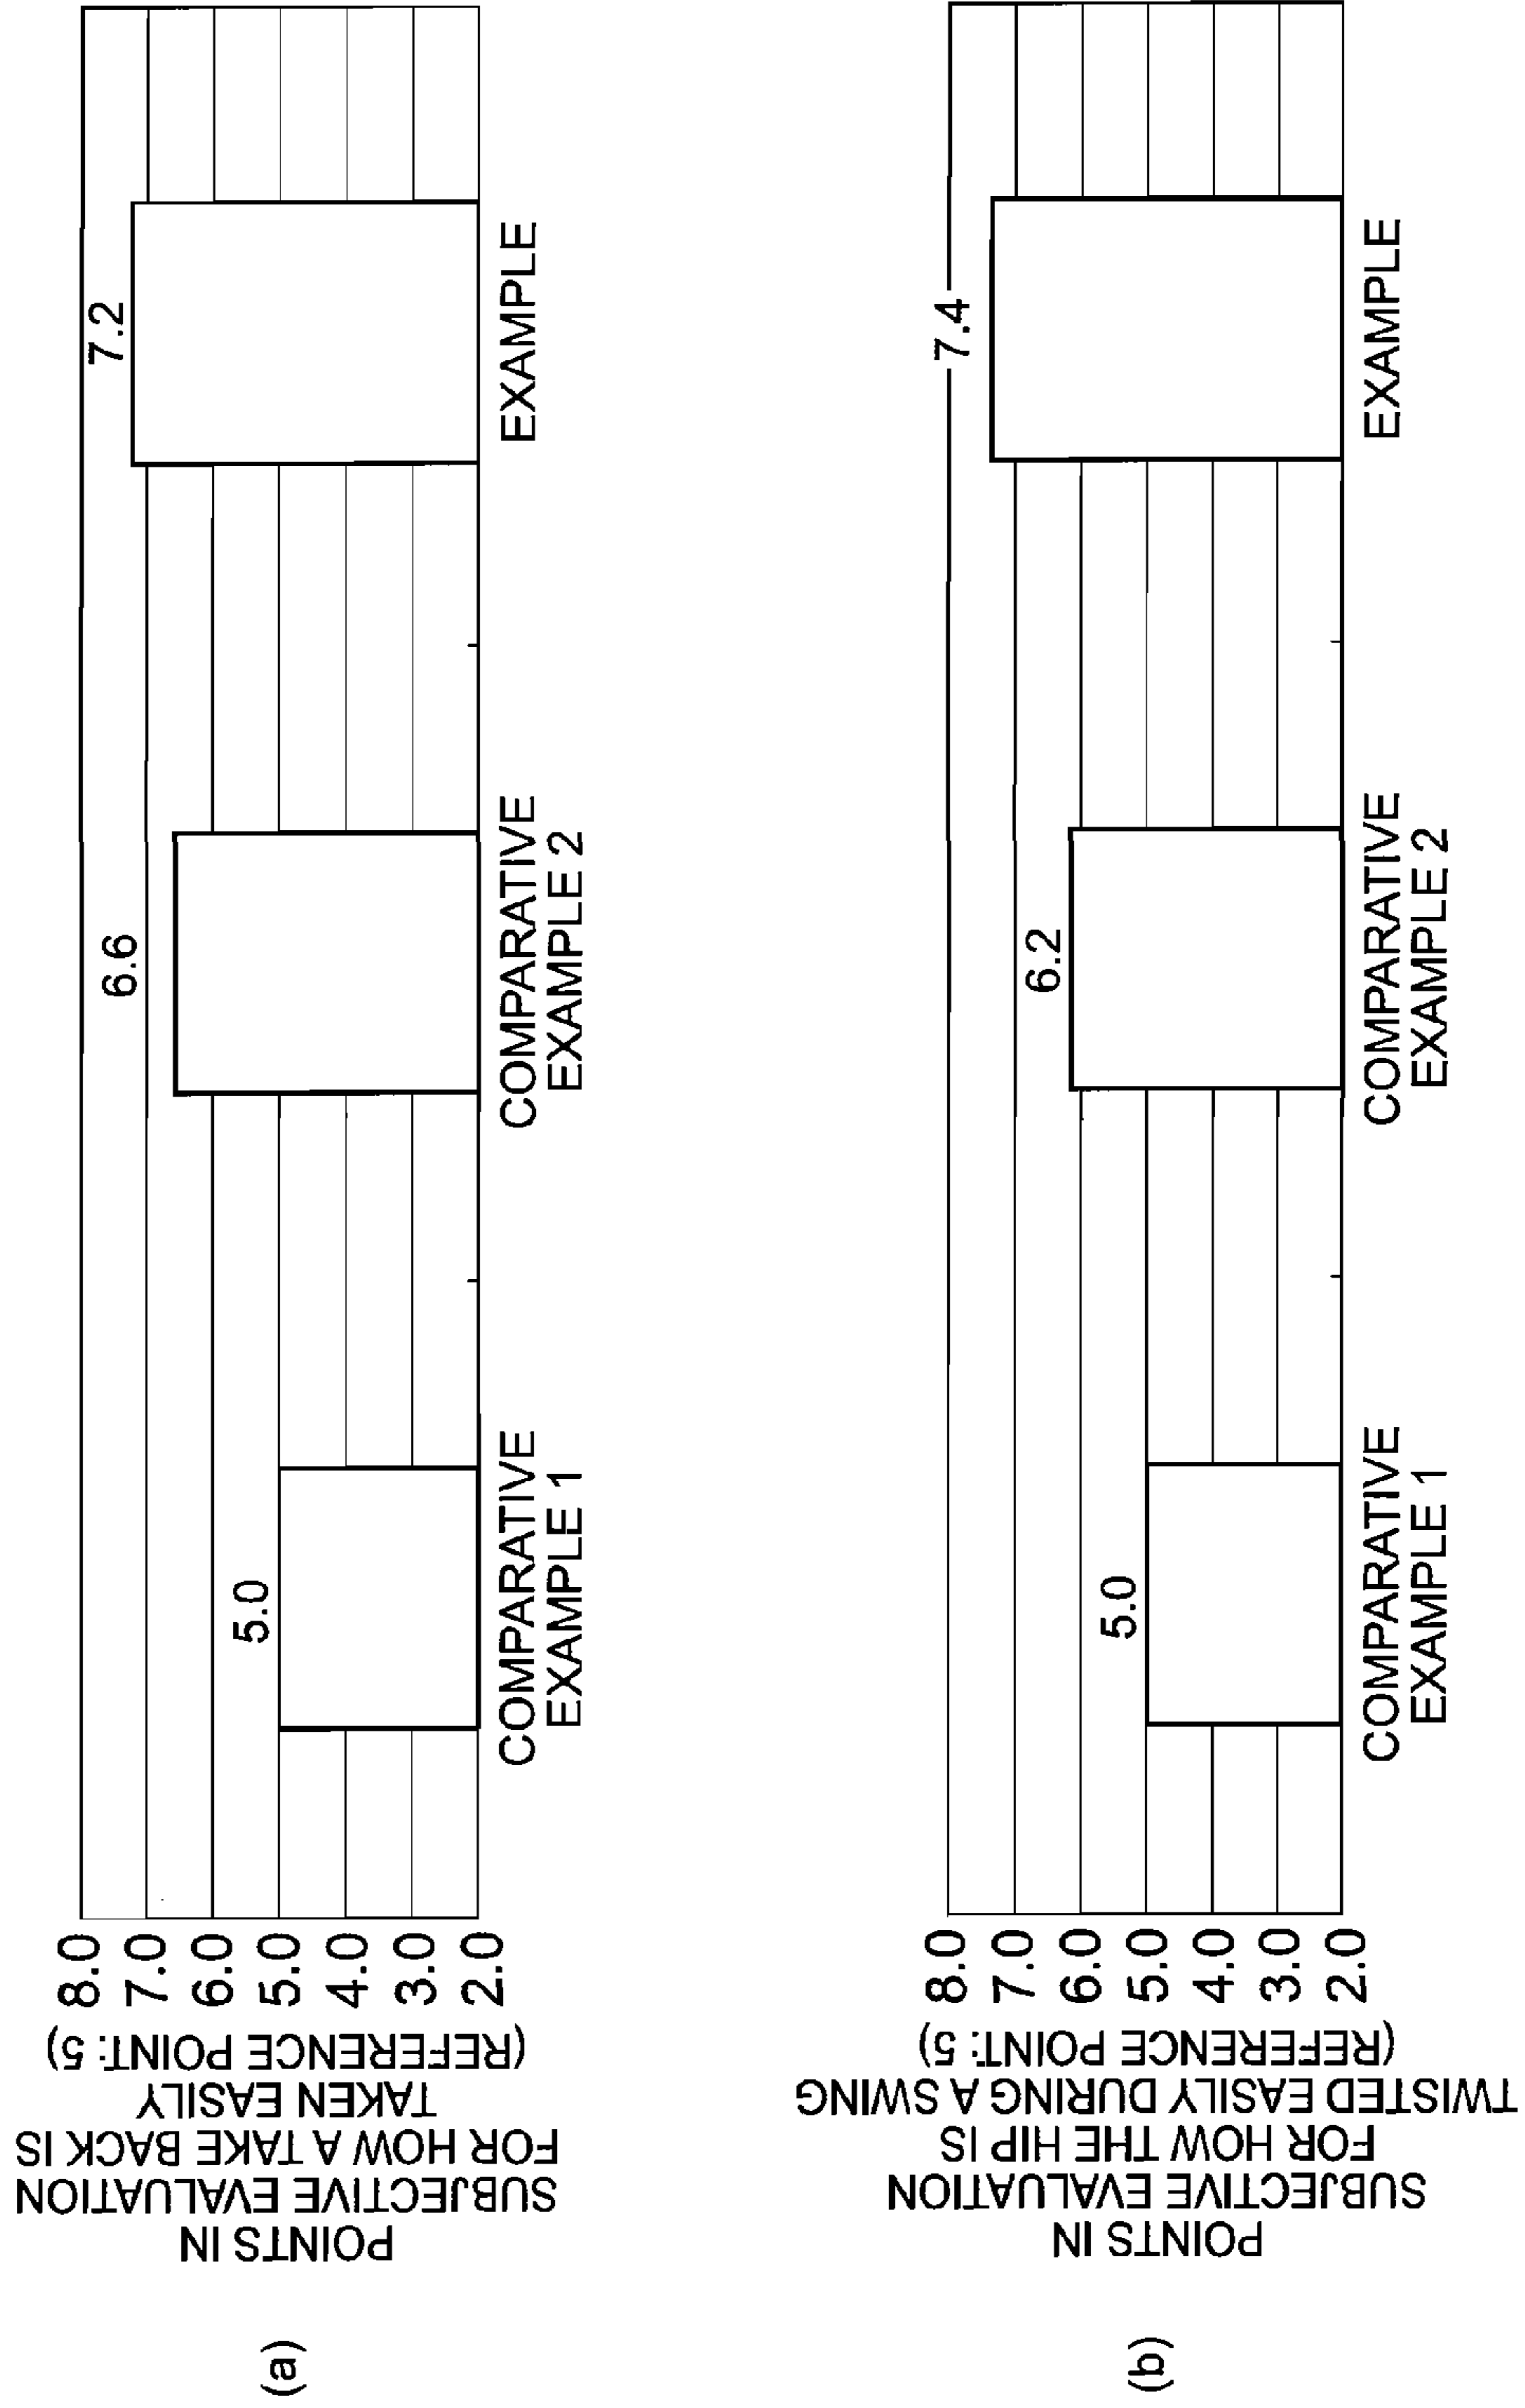 (a)
POINTS IN
SUBJECTIVE EVALUATION
FOR HOW A TAKE BACK IS
TAKEN EASILY
(REFERENCE POINT: 5)
8.0
7.0
6.0
5.0
4.0
3.0
2.0
5.0
6.6
7.2
COMPARATIVE
EXAMPLE 1
COMPARATIVE
EXAMPLE 2
EXAMPLE
(b)
POINTS IN
SUBJECTIVE EVALUATION
FOR HOW THE HIP IS
TWISTED EASILY DURING A SWING
(REFERENCE POINT: 5)
8.0
7.0
6.0
5.0
4.0
3.0
2.0
5.0
6.2
7.4
COMPARATIVE
EXAMPLE 1
COMPARATIVE
EXAMPLE 2
EXAMPLE